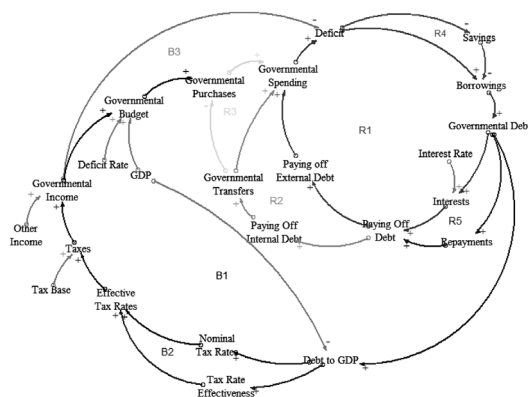 Deficit
R4
Savings
B3
Governmental
Spending
Governmental
Purchases
Borrowings
Governmental
Budget
R3
R1
Governmental Deb
Deficit Rate
GDP
Paying off
External Debt
Interest Rate
Governmental
Income
Governmental
Transfers
R2
Interests
Other
Income
Paying Off
Internal Debt
Paying Off
Debt
R5
Repayments
Taxes
Tax Base
B1
Effective
Tax Rates
Nominal
Tax Rates
B2
Debt to GDP
Tax Rate
Effectiveness